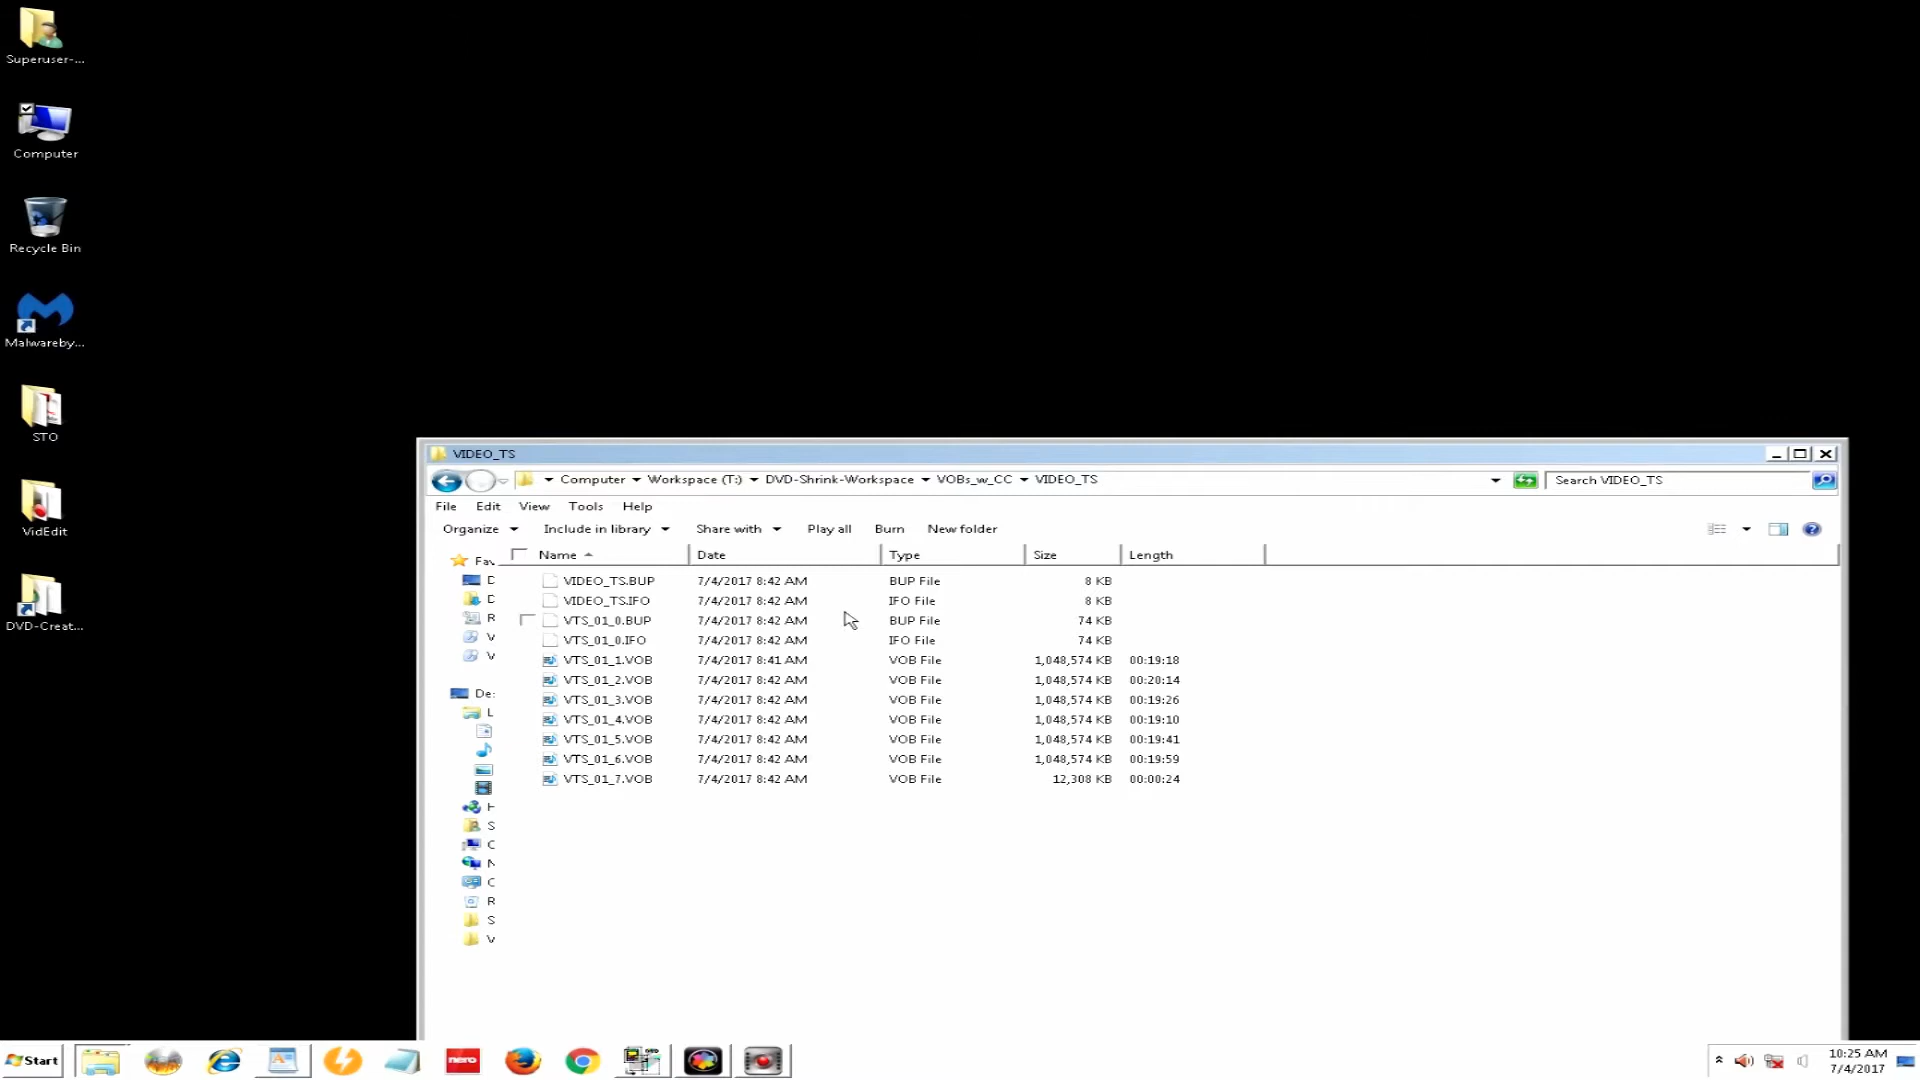 Superuser-...
Computer
Recycle Bin
Malwareby...
STO
VidEdit
DVD-Creat...
VIDEO_TS
Computer Workspace (T:) DVD-Shrink-Workspace VOBs_w_CC VIDEO_TS
Search VIDEO_TS
File Edit View Tools Help
Organize Include in library Share with Play all Burn New folder
Name Date Type Size Length
VIDEO_TS.BUP 7/4/2017 8:42 AM BUP File 8 KB
VIDEO_TS.IFO 7/4/2017 8:42 AM IFO File 8 KB
VTS_01_0.BUP 7/4/2017 8:42 AM BUP File 74 KB
VTS_01_0.IFO 7/4/2017 8:42 AM IFO File 74 KB
VTS_01_1.VOB 7/4/2017 8:41 AM VOB File 1,048,574 KB 00:19:18
VTS_01_2.VOB 7/4/2017 8:42 AM VOB File 1,048,574 KB 00:20:14
VTS_01_3.VOB 7/4/2017 8:42 AM VOB File 1,048,574 KB 00:19:26
VTS_01_4.VOB 7/4/2017 8:42 AM VOB File 1,048,574 KB 00:19:10
VTS_01_5.VOB 7/4/2017 8:42 AM VOB File 1,048,574 KB 00:19:41
VTS_01_6.VOB 7/4/2017 8:42 AM VOB File 1,048,574 KB 00:19:59
VTS_01_7.VOB 7/4/2017 8:42 AM VOB File 12,308 KB 00:00:24
Fav
D
D
R
V
V
De:
L
H
S
C
N
C
R
S
V
Start
nero
10:25 AM
7/4/2017